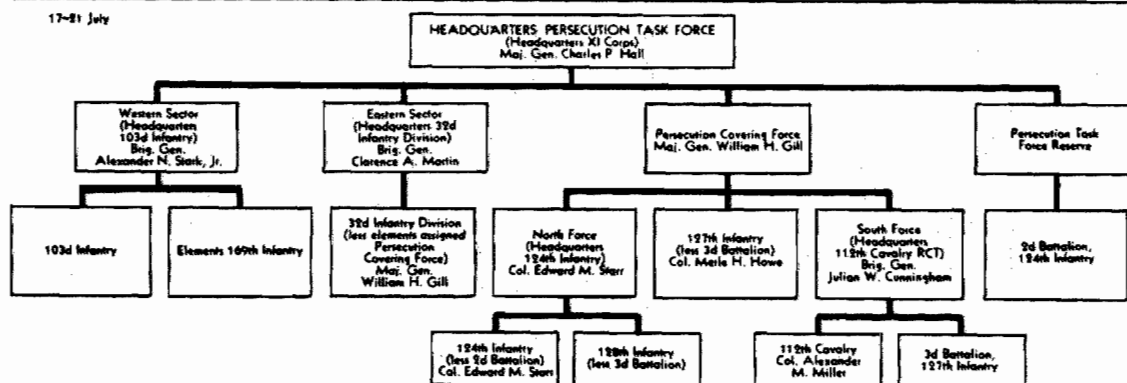 17-21 July
HEADQUARTERS PERSECUTION TASK FORCE
(Headquarters XI Corps)
Maj. Gen. Charles P. Hall
Western Sector
(Headquarters
103d Infantry)
Brig. Gen.
Alexander N. Stark, Jr.
Eastern Sector
(Headquarters 32d
Infantry Division)
Brig. Gen.
Clarence A. Martin
Persecution Covering Force
Maj. Gen. William H. Gill
Persecution Task
Force Reserve
103d Infantry
Elements 169th Infantry
32d Infantry Division
(less elements assigned
Persecution
Covering Force)
Maj. Gen.
William H. Gill
North Force
(Headquarters
124th Infantry)
Col. Edward M. Starr
127th Infantry
(less 3d Battalion)
Col. Merle H. Howe
South Force
(Headquarters
112th Cavalry RCT)
Brig. Gen.
Julian W. Cunningham
2d Battalion,
124th Infantry
124th Infantry
(less 2d Battalion)
Col. Edward M. Starr
128th Infantry
(less 3d Battalion)
112th Cavalry
Col. Alexander
M. Miller
3d Battalion,
127th Infantry